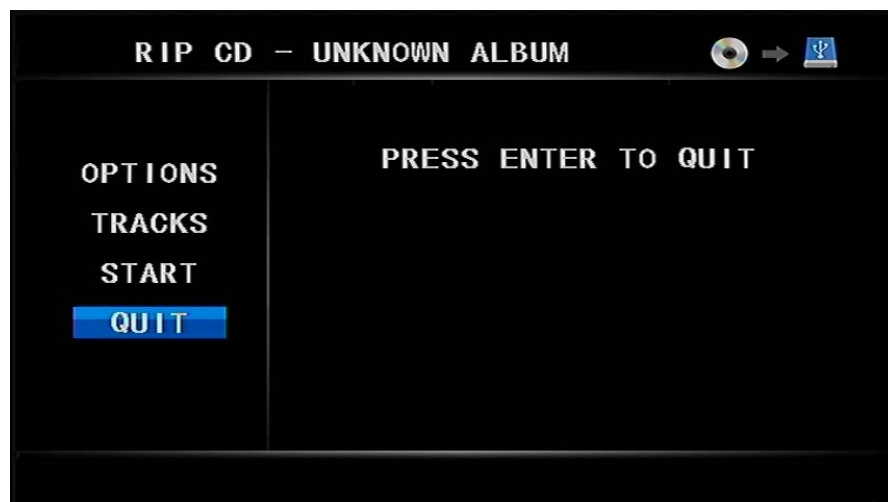 RIP CD - UNKNOWN ALBUM
OPTIONS
TRACKS
START
QUIT
PRESS ENTER TO QUIT